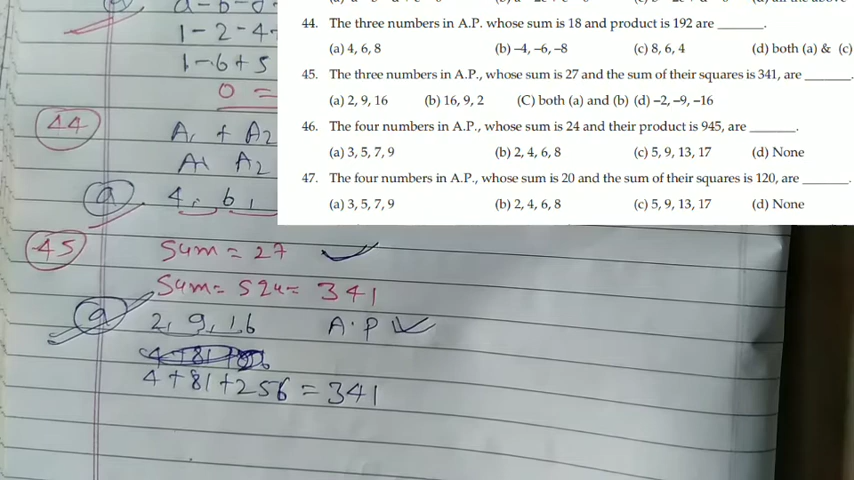 a - b - 8
1 - 2 - 4 -
1 - 6 + 5
0 =
44. The three numbers in A.P. whose sum is 18 and product is 192 are ______.
(a) 4, 6, 8 (b) –4, –6, –8 (c) 8, 6, 4 (d) both (a) & (c)
45. The three numbers in A.P., whose sum is 27 and the sum of their squares is 341, are ______.
(a) 2, 9, 16 (b) 16, 9, 2 (C) both (a) and (b) (d) –2, –9, –16
46. The four numbers in A.P., whose sum is 24 and their product is 945, are ______.
(a) 3, 5, 7, 9 (b) 2, 4, 6, 8 (c) 5, 9, 13, 17 (d) None
47. The four numbers in A.P., whose sum is 20 and the sum of their squares is 120, are ______.
(a) 3, 5, 7, 9 (b) 2, 4, 6, 8 (c) 5, 9, 13, 17 (d) None
44 A1 + A2
A1 A2
a 4, 6,
45 Sum = 27
Sum = Squ = 341
a 2, 9, 16 A.P
4 + 81 + 256 = 341